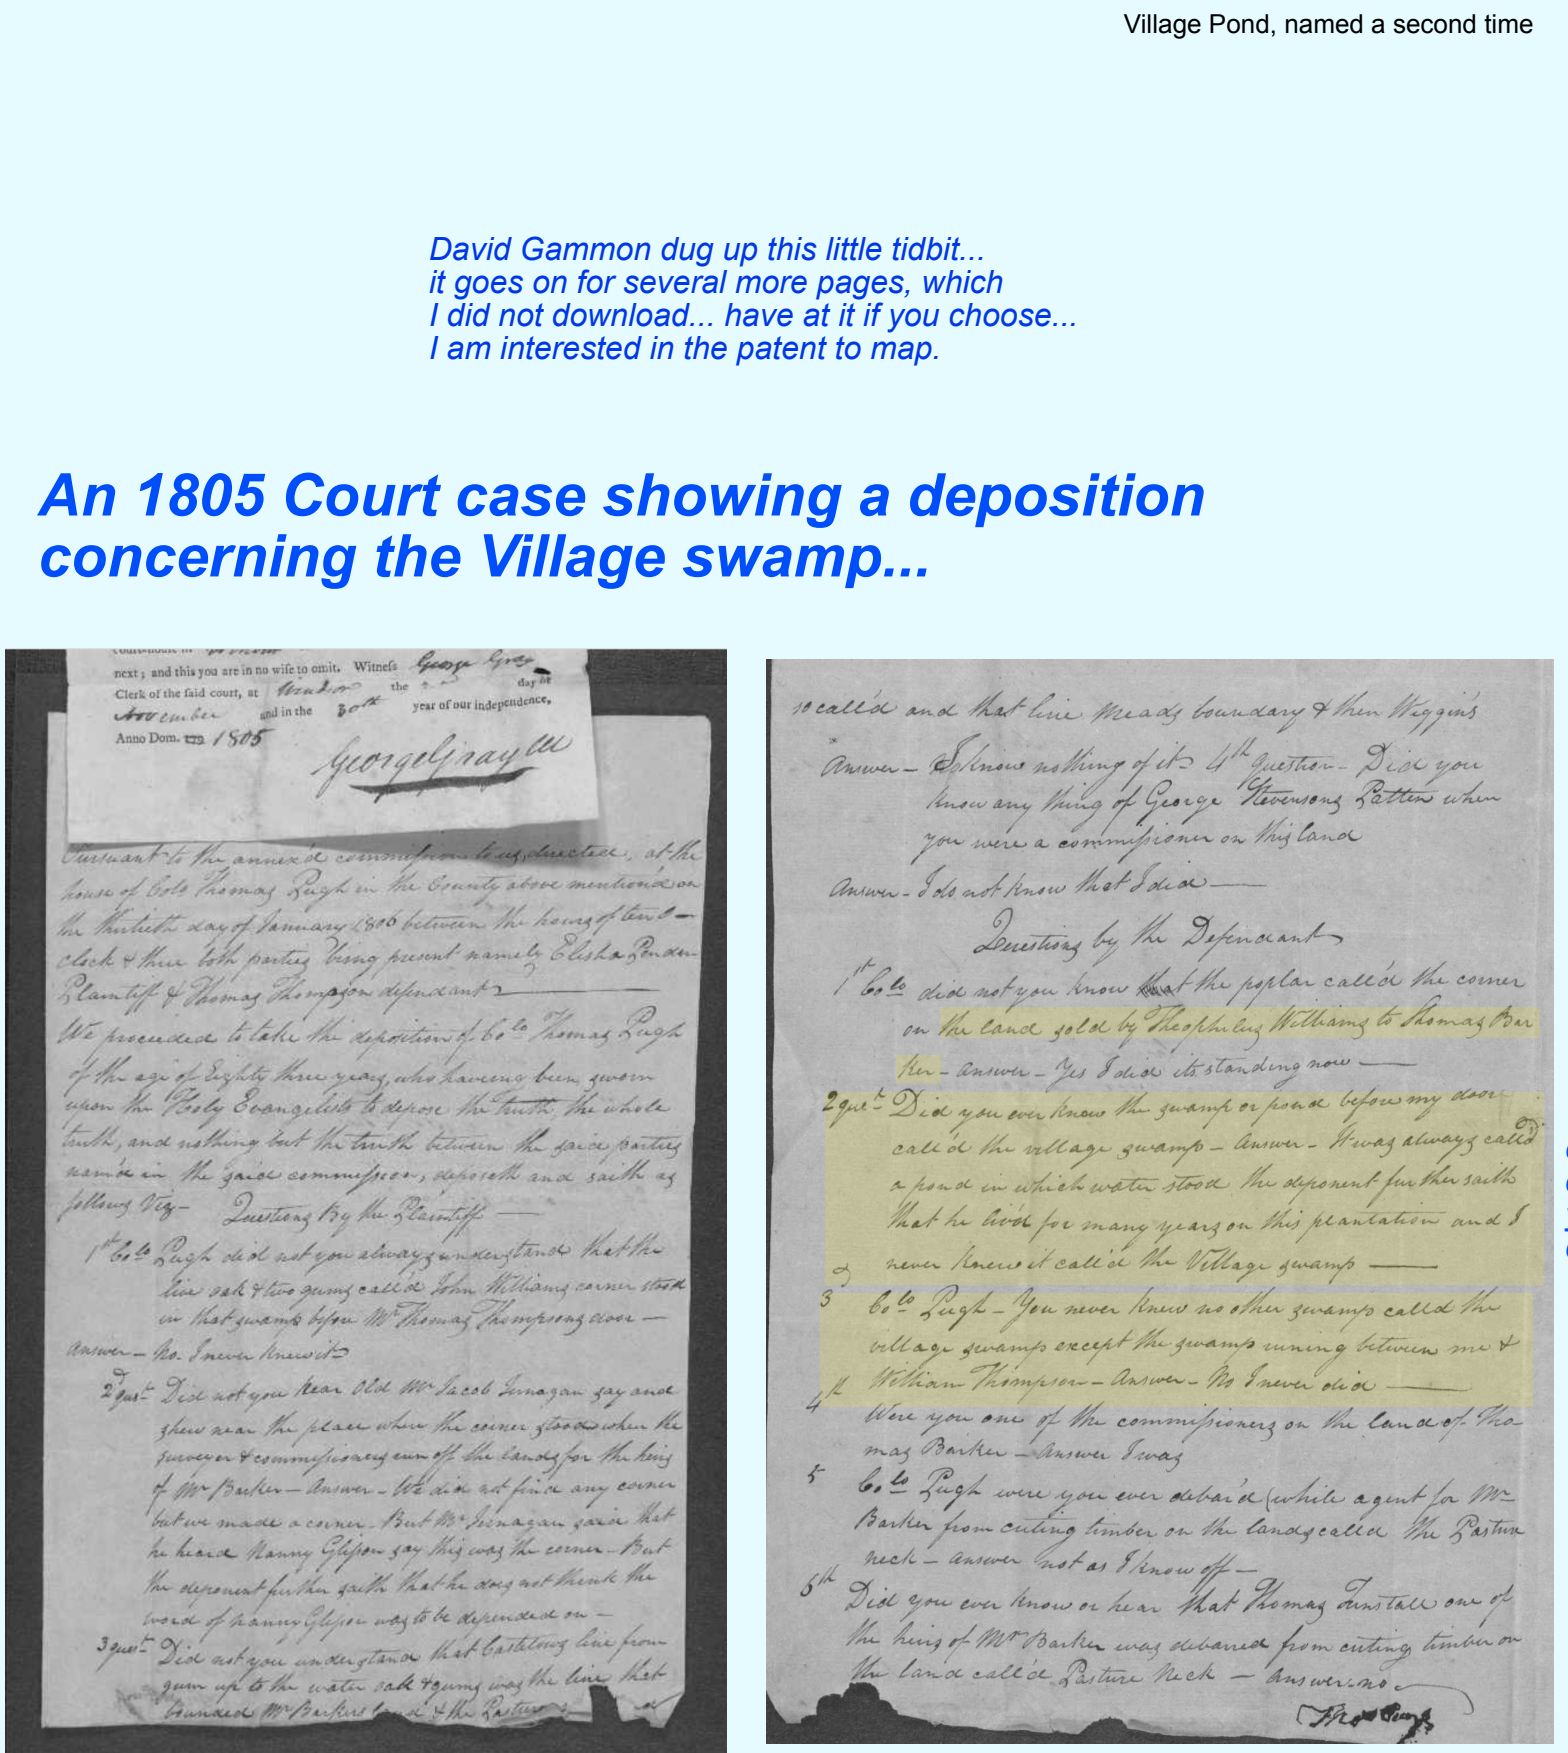 Village Pond, named a second time
David Gammon dug up this little tidbit...
it goes on for several more pages, which
I did not download... have at it if you choose...
I am interested in the patent to map.
An 1805 Court case showing a deposition
concerning the Village swamp...
next; and this you are in no wise to omit. Witness George Gray
Clerk of the said court, at Windsor the day of
November and in the 30th year of our independence,
Anno Dom. 179 1805
George Gray Clk
Pursuant to the annex'd commission to us, directed, at the
house of Colo Thomas Pugh in the County above mention'd on
the thirtieth day of January 1806 between the hours of ten O-
clock & three both parties being present namely Elisha Pender
Plaintiff & Thomas Thompson defendant
We proceeded to take the deposition of Colo Thomas Pugh
of the age of Eighty three years, who haveing been sworn
upon the Holy Evangelists to depose the truth the whole
truth, and nothing but the truth between the said parties
nam'd in the said commission, deposeth and saith as
follows Viz- Questions By the Plaintiff
1st Colo Pugh did not you always understand that the
live oak & two gums call'd John Williams corner stood
in that swamp before Mr Thomas Thompsons door
Answer - No. I never knew it
2d quest Did not you hear Old Mr Jacob Jernagan say and
shew near the place where the corner stood when the
surveyor & commissioners run off the lands for the heirs
of Mr Barker - Answer - We did not find any corner
but we made a corner - But Mr Jernagan said that
he heard Nanny Glisson say this was the corner - But
the deponent further saith that he does not think the
word of nanny Glisson was to be depended on -
3 quest Did not you understand that line from
gum up to the water oak & gums was the line that
bounded Mr Barkers land & the Pasture
so call'd and that line Meads boundary & then Wiggins
Answer - I know nothing of it 4th Question - Did you
know any thing of George Stevensons Patten when
you were a commissioner on this land
Answer - I do not know that I did
Questions by the Defendant
1st Colo did not you know that the poplar call'd the corner
on the land sold by Theophilus Williams to Thomas Bar
ker - Answer - Yes I did its standing now
2 quest Did you ever know the swamp or pond before my door
call'd the village swamp - Answer - It was always call'd
a pond in which water stood the deponent further saith
that he liv'd for many years on this plantation and I
never knew it call'd the Village swamp
3d Colo Pugh - You never knew no other swamp called the
village swamp except the swamp runing between me &
William Thompson - Answer - No I never did
4th Were you one of the commissioners on the land of Tho-
mas Barker - Answer I was
5 Colo Pugh were you ever debar'd (while agent for Mr
Barker from cuting timber on the lands called the Pasture
neck - Answer not as I know off -
6th Did you ever know or hear that Thomas Tunstall one of
the heirs of Mr Barker was debarred from cuting timber on
the land call'd Pasture Neck - Answer - no
Thos Pugh